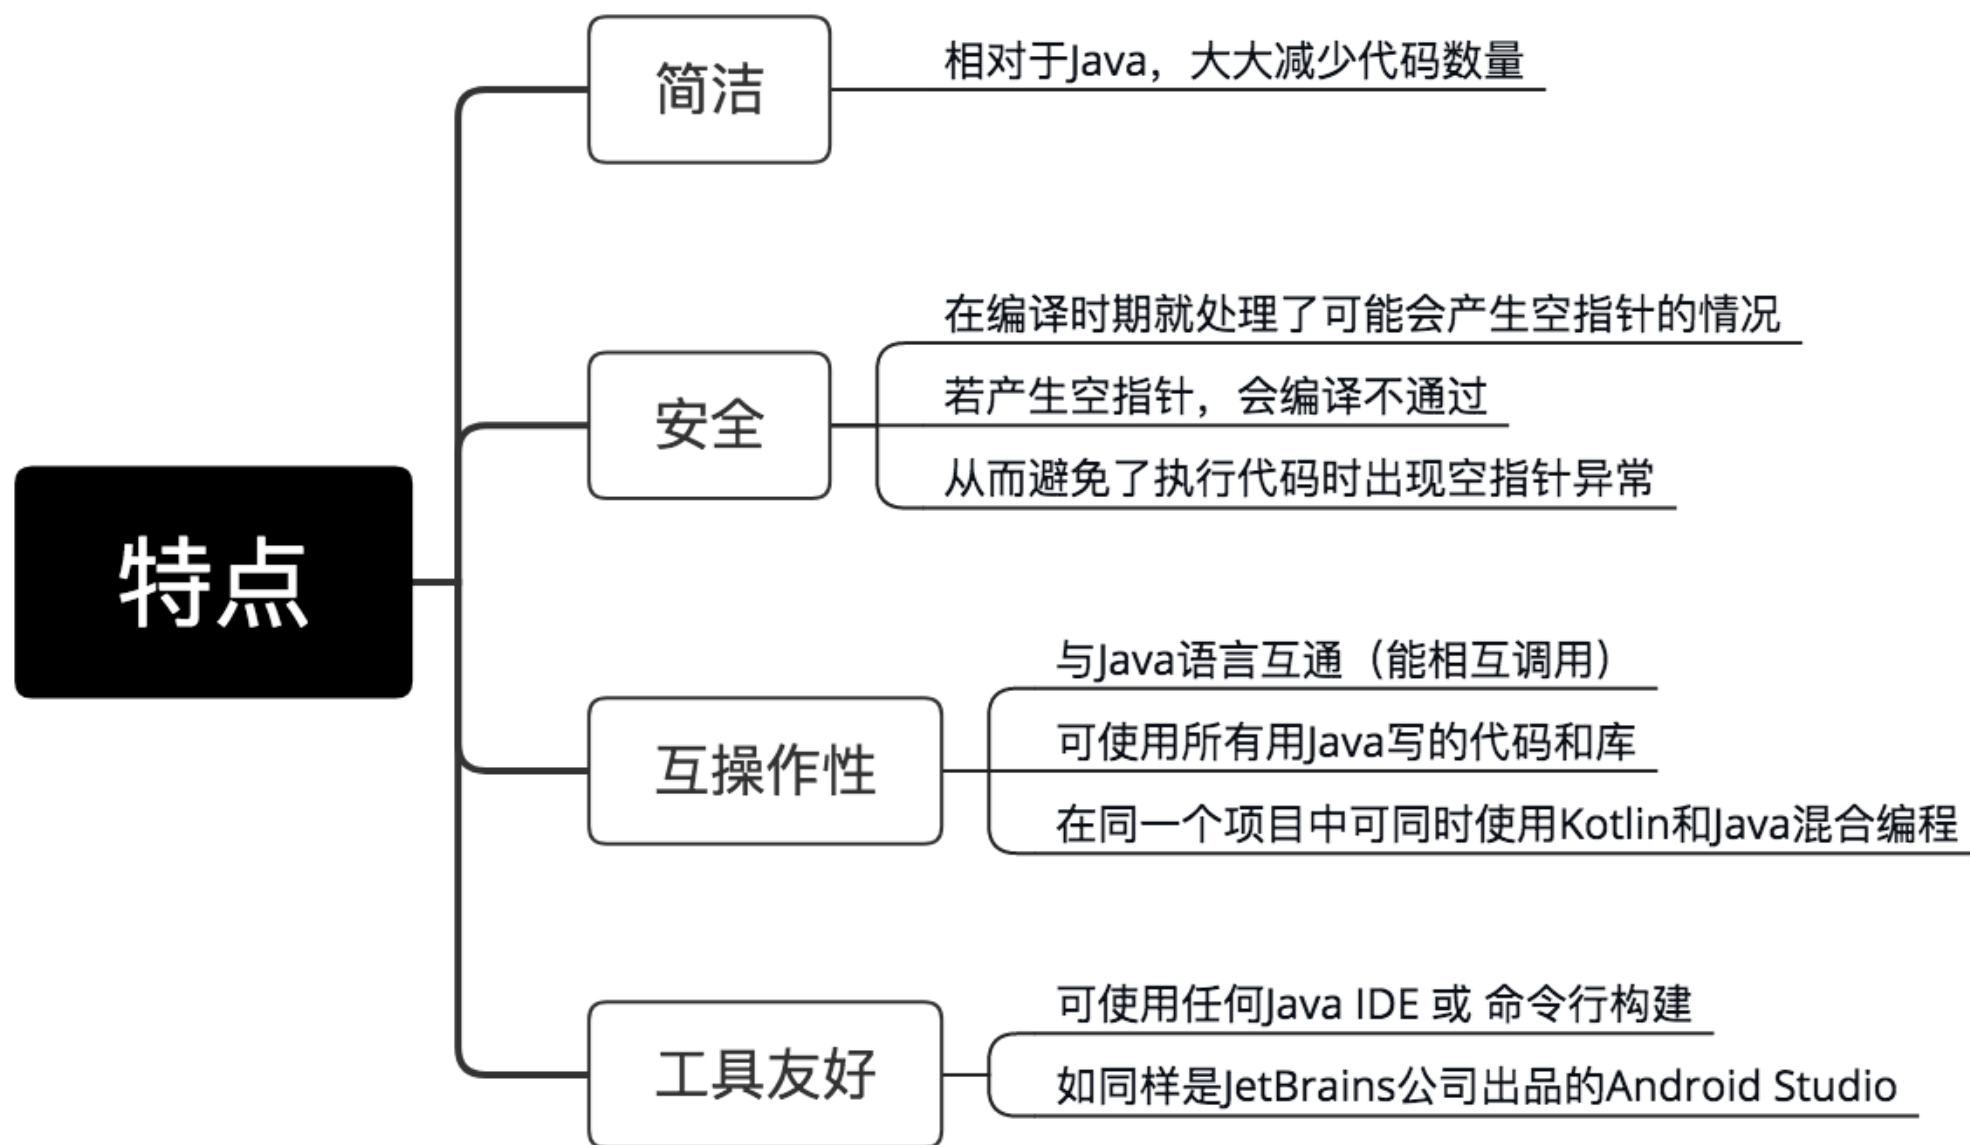 特点
简洁
相对于Java，大大减少代码数量
安全
在编译时期就处理了可能会产生空指针的情况
若产生空指针，会编译不通过
从而避免了执行代码时出现空指针异常
互操作性
与Java语言互通（能相互调用）
可使用所有用Java写的代码和库
在同一个项目中可同时使用Kotlin和Java混合编程
工具友好
可使用任何Java IDE 或 命令行构建
如同样是JetBrains公司出品的Android Studio